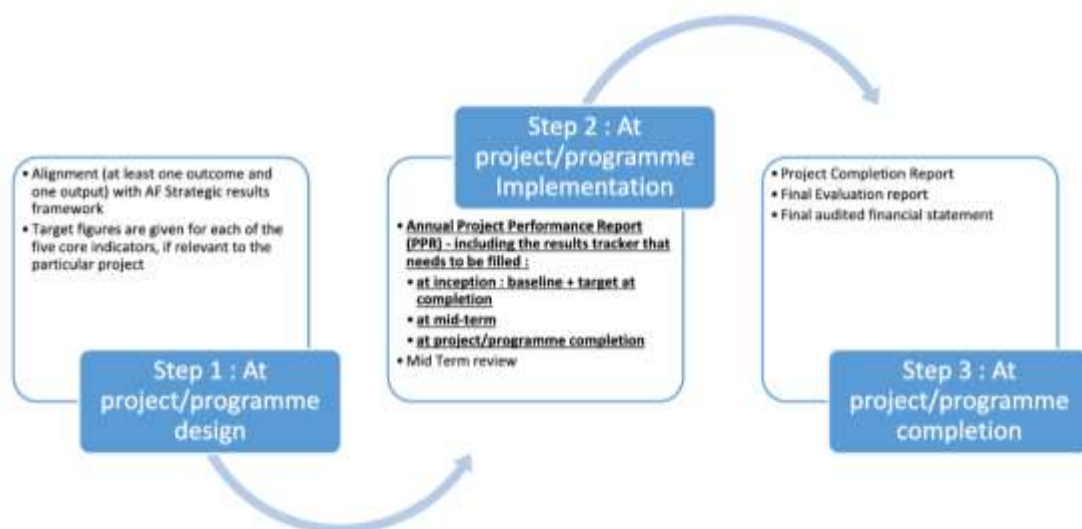 • Alignment (at least one outcome and
one output) with AF Strategic results
framework
• Target figures are given for each of the
five core indicators, if relevant to the
particular project
Step 1 : At
project/programme
design
Step 2 : At
project/programme
Implementation
• Annual Project Performance Report
(PPR) - including the results tracker that
needs to be filled :
• at inception : baseline + target at
completion
• at mid-term
• at project/programme completion
• Mid Term review
• Project Completion Report
• Final Evaluation report
• Final audited financial statement
Step 3 : At
project/programme
completion